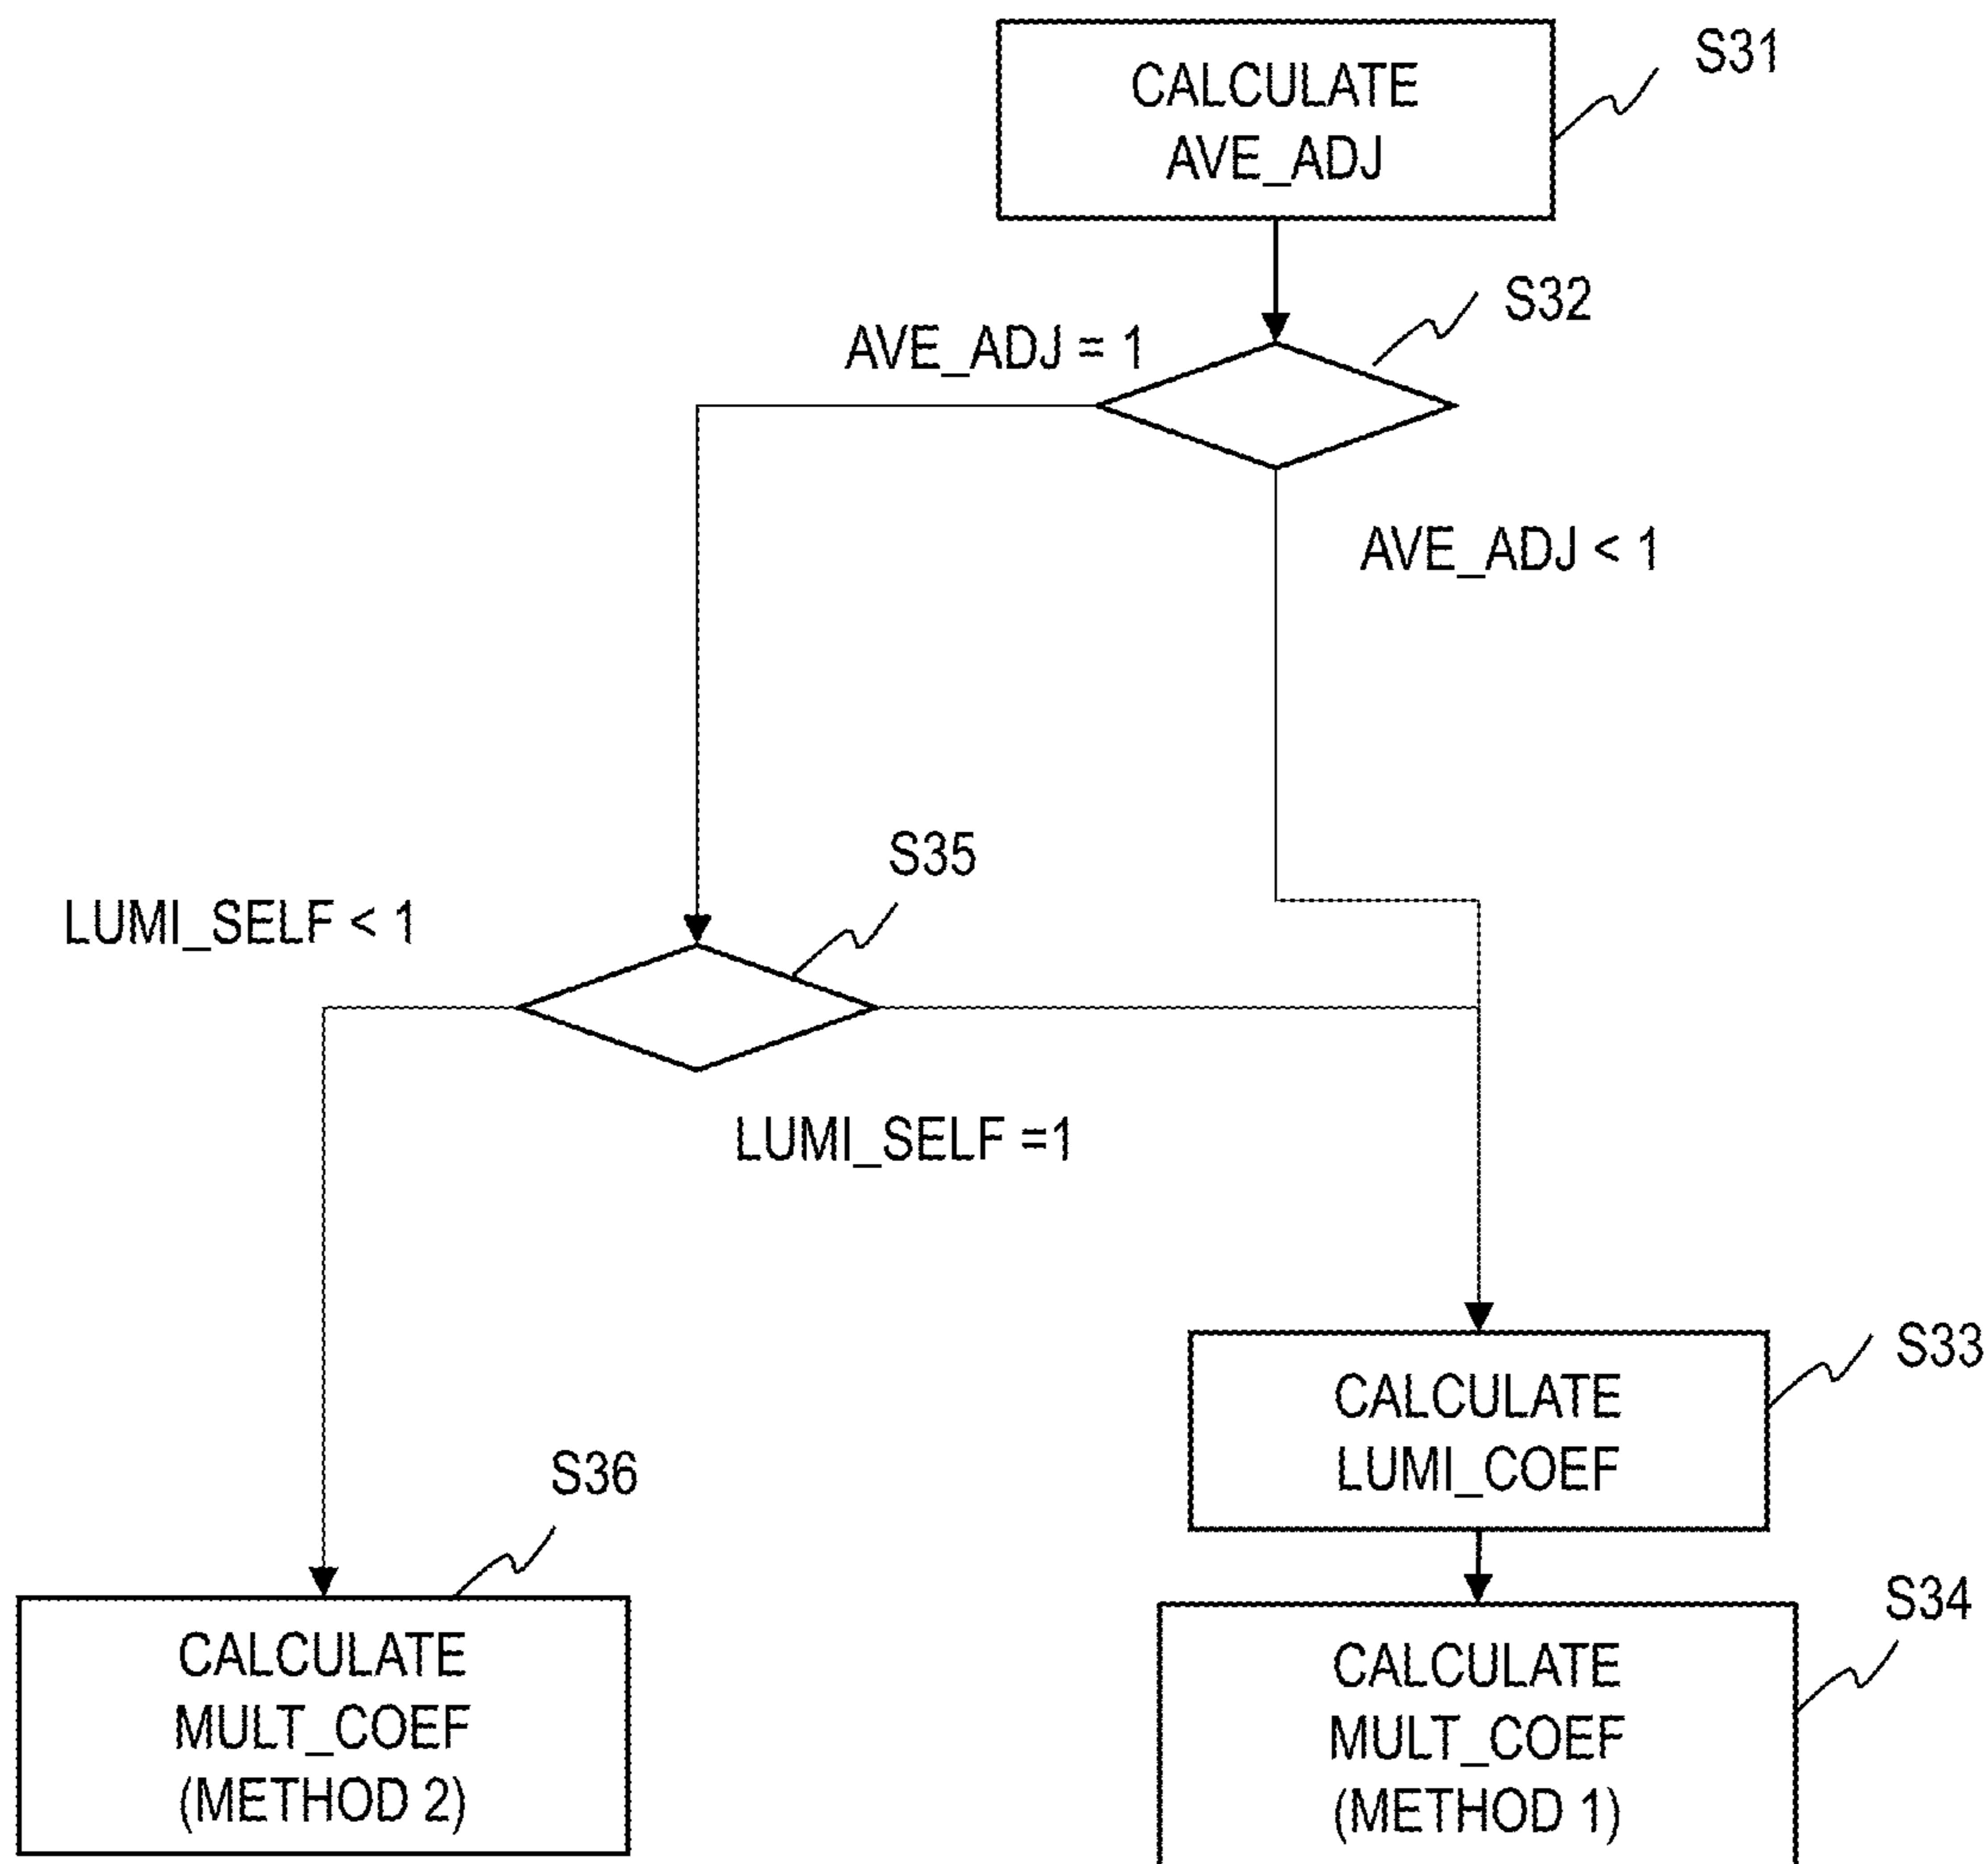 CALCULATE
AVE_ADJ
S31
S32
AVE_ADJ = 1
AVE_ADJ < 1
S35
LUMI_SELF < 1
LUMI_SELF =1
S33
CALCULATE
LUMI_COEF
S36
CALCULATE
MULT_COEF
(METHOD 2)
S34
CALCULATE
MULT_COEF
(METHOD 1)